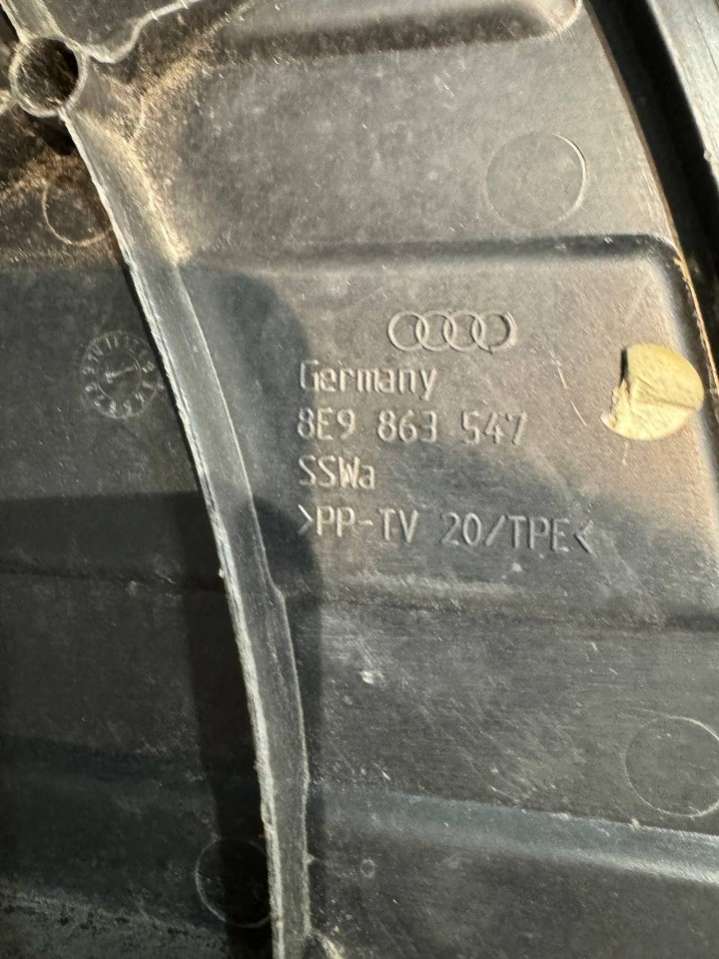 Germany
8E9 863 547
SSWa
>PP-TV 20/TPE<